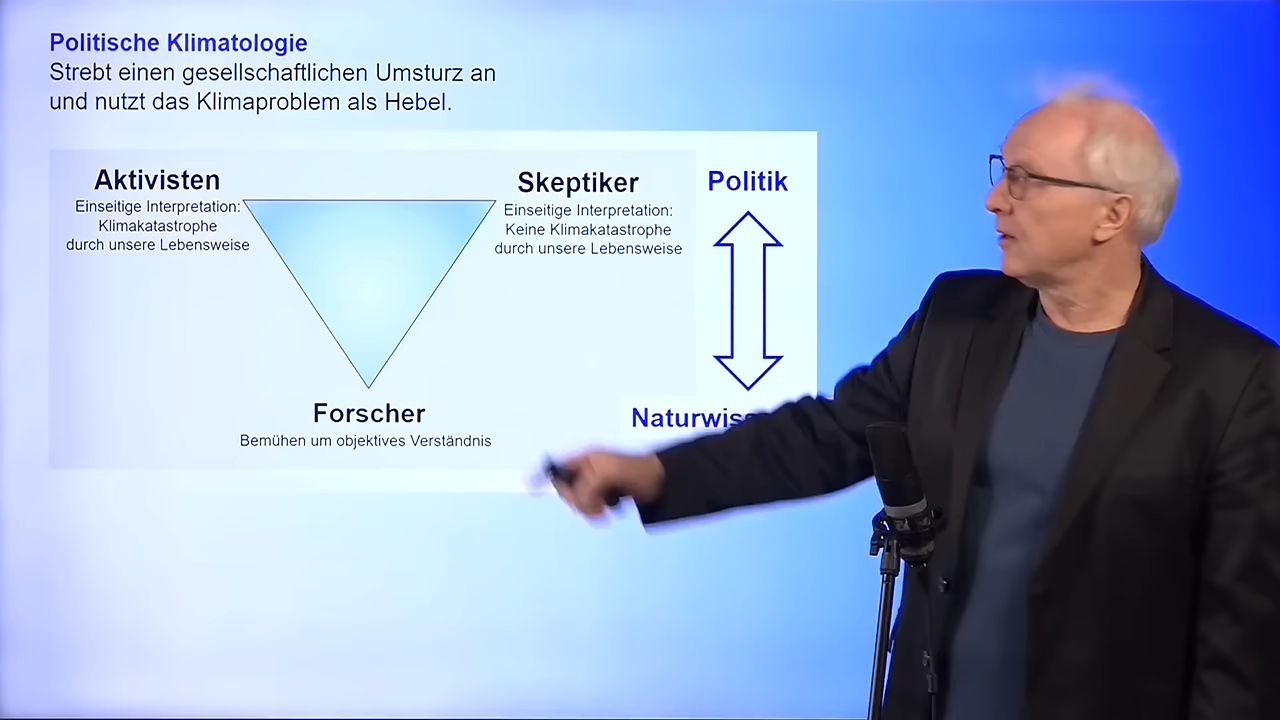 Politische Klimatologie
Strebt einen gesellschaftlichen Umsturz an
und nutzt das Klimaproblem als Hebel.
Aktivisten
Einseitige Interpretation:
Klimakatastrophe
durch unsere Lebensweise
Skeptiker
Einseitige Interpretation:
Keine Klimakatastrophe
durch unsere Lebensweise
Politik
Forscher
Bemühen um objektives Verständnis